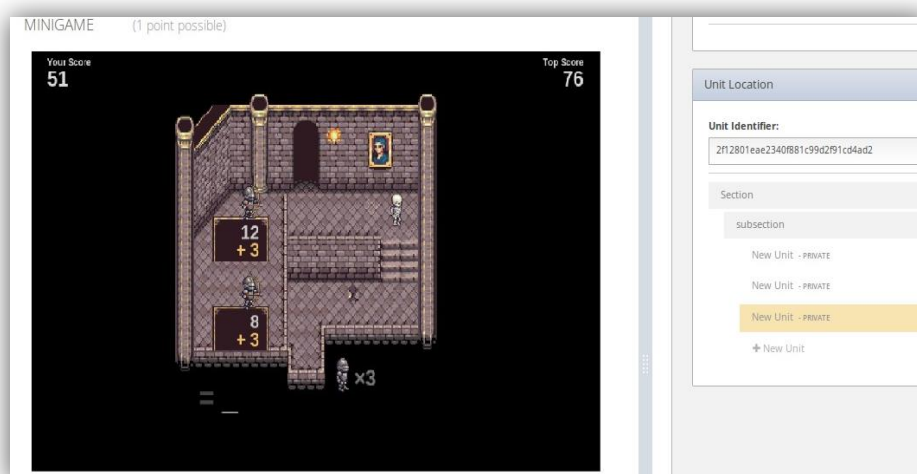 MINIGAME (1 point possible)
Your Score
51
Top Score
76
12
+ 3
8
+ 3
×3
= _
Unit Location
Unit Identifier:
2f12801eae2340f881c99d2f91cd4ad2
Section
subsection
New Unit - PRIVATE
New Unit - PRIVATE
New Unit - PRIVATE
+ New Unit